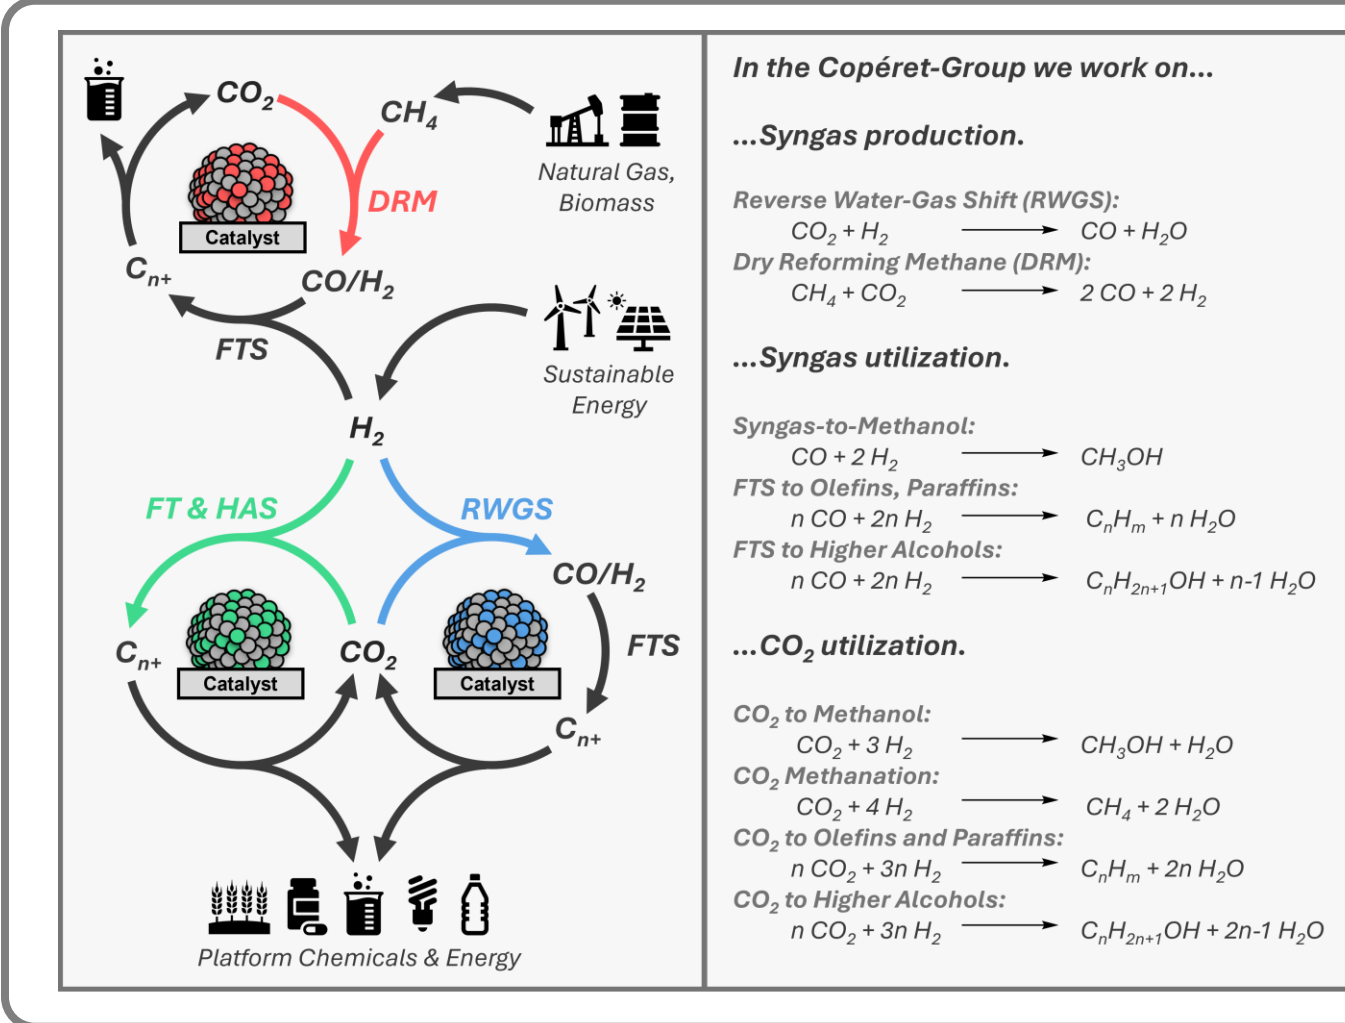 CO₂
CH₄
Natural Gas,
Biomass
DRM
Catalyst
Cₙ₊
CO/H₂
FTS
Sustainable
Energy
H₂
FT & HAS
RWGS
CO/H₂
Cₙ₊
CO₂
FTS
Catalyst
Catalyst
Cₙ₊
Platform Chemicals & Energy
In the Copéret-Group we work on...
...Syngas production.
Reverse Water-Gas Shift (RWGS):
CO₂ + H₂ → CO + H₂O
Dry Reforming Methane (DRM):
CH₄ + CO₂ → 2 CO + 2 H₂
...Syngas utilization.
Syngas-to-Methanol:
CO + 2 H₂ → CH₃OH
FTS to Olefins, Paraffins:
n CO + 2n H₂ → CₙHₘ + n H₂O
FTS to Higher Alcohols:
n CO + 2n H₂ → CₙH₂ₙ₊₁OH + n-1 H₂O
...CO₂ utilization.
CO₂ to Methanol:
CO₂ + 3 H₂ → CH₃OH + H₂O
CO₂ Methanation:
CO₂ + 4 H₂ → CH₄ + 2 H₂O
CO₂ to Olefins and Paraffins:
n CO₂ + 3n H₂ → CₙHₘ + 2n H₂O
CO₂ to Higher Alcohols:
n CO₂ + 3n H₂ → CₙH₂ₙ₊₁OH + 2n-1 H₂O